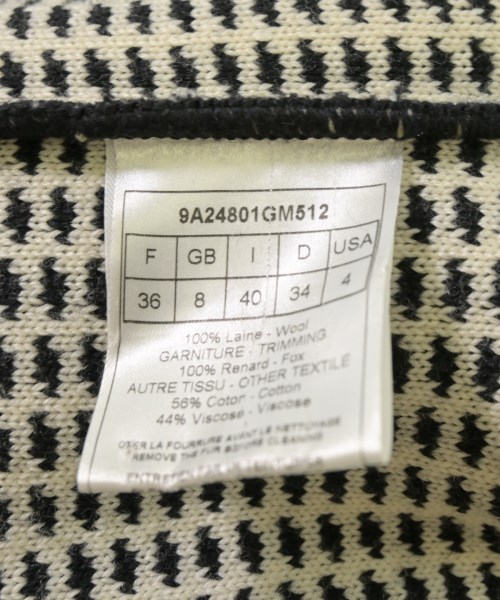 9A24801GM512
F GB I D USA
36 8 40 34 4
100% Laine - Wool
GARNITURE - TRIMMING
100% Renard - Fox
AUTRE TISSU - OTHER TEXTILE
56% Coton - Cotton
44% Viscose - Viscose
OTER LA FOURRURE AVANT LE NETTOYAGE
REMOVE THE FUR BEFORE CLEANING